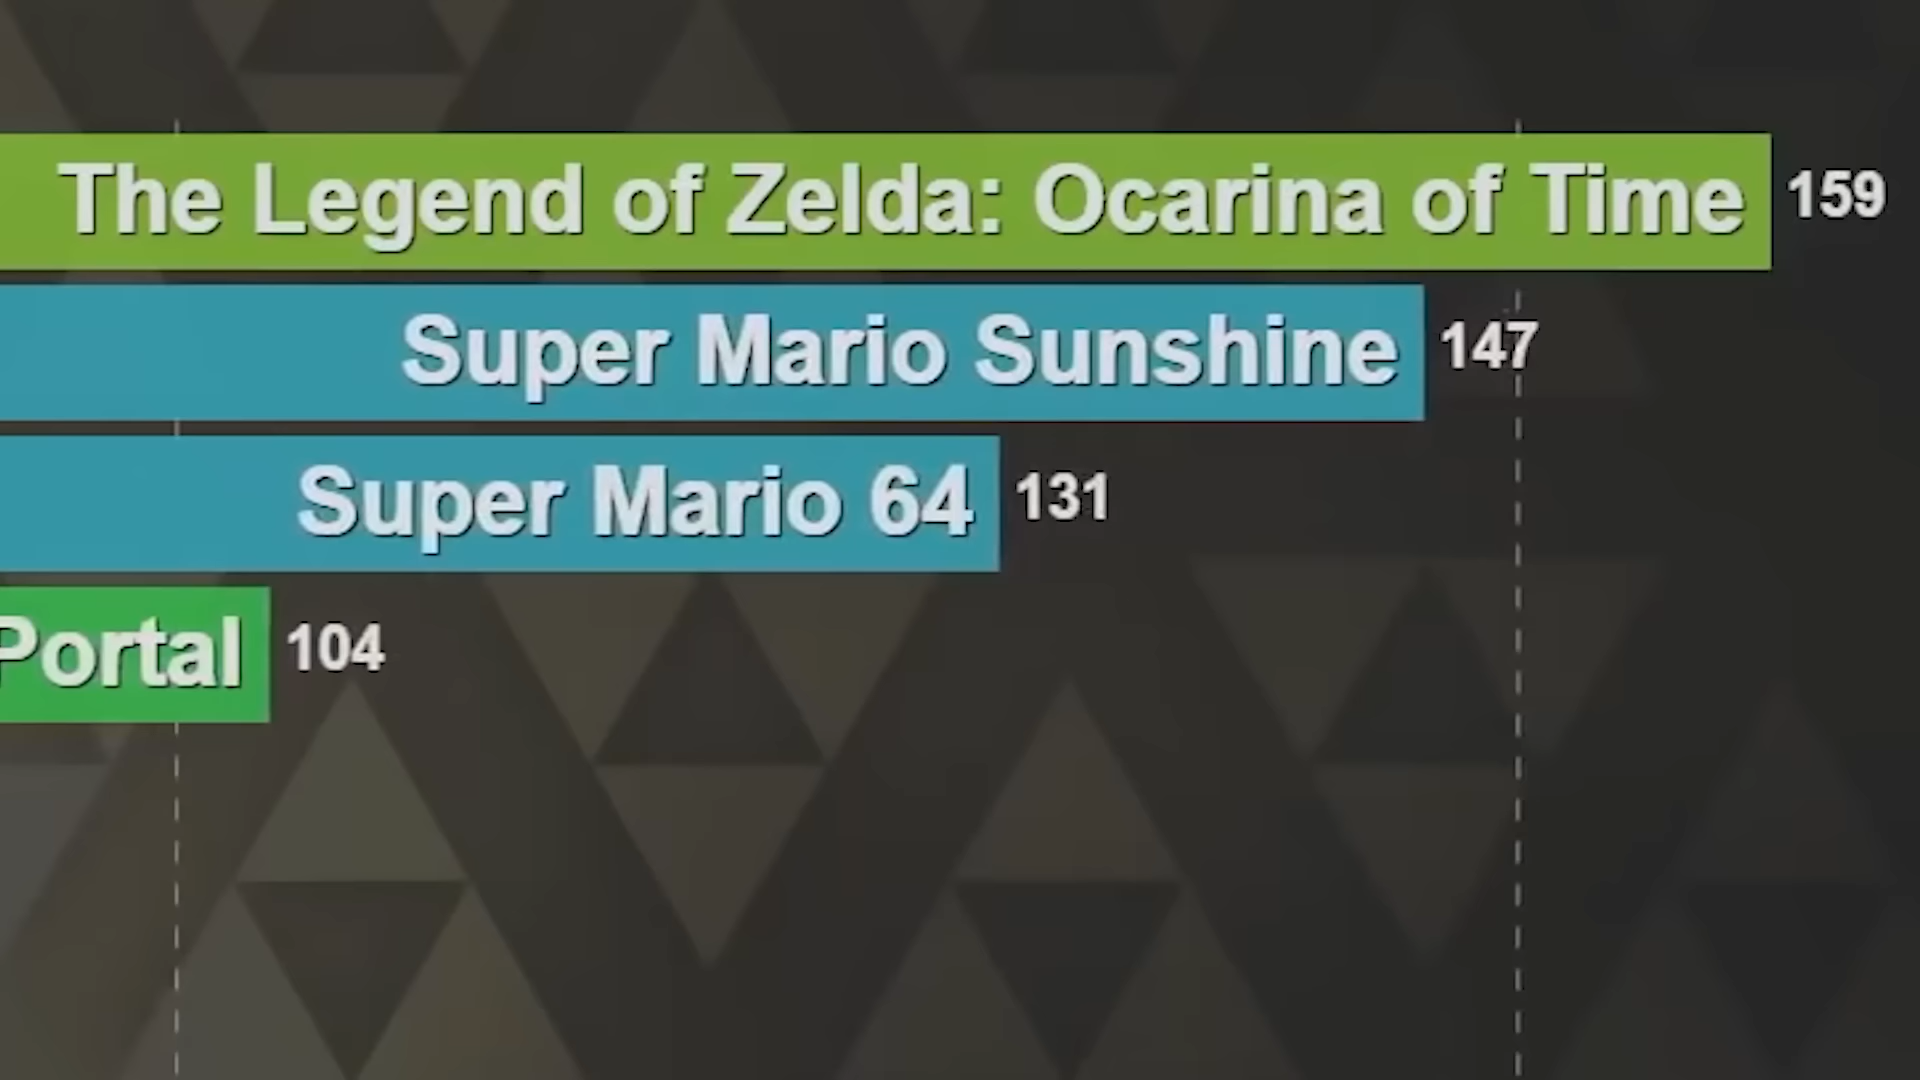 The Legend of Zelda: Ocarina of Time 159
Super Mario Sunshine 147
Super Mario 64 131
Portal 104